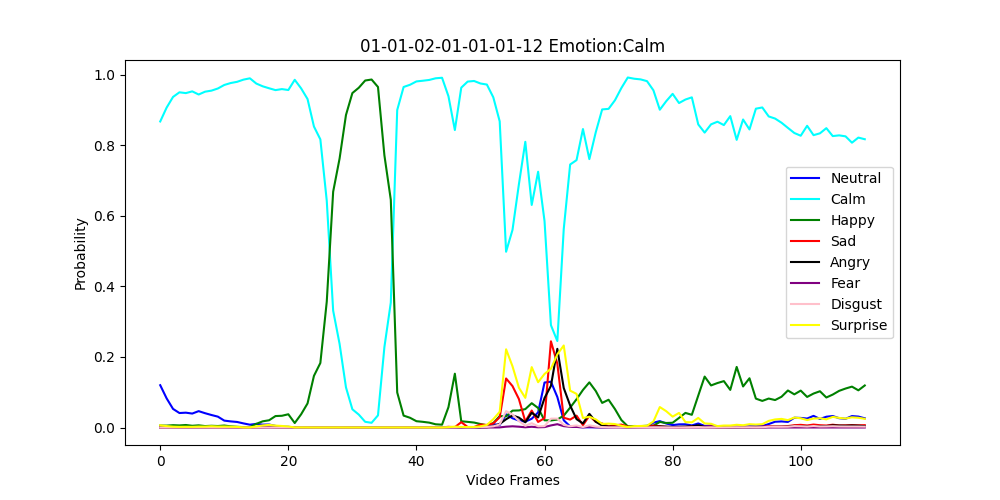 01-01-02-01-01-01-12 Emotion:Calm
1.0
0.8
0.6
0.4
0.2
0.0
Probability
0
20
40
60
80
100
Video Frames
Neutral
Calm
Happy
Sad
Angry
Fear
Disgust
Surprise